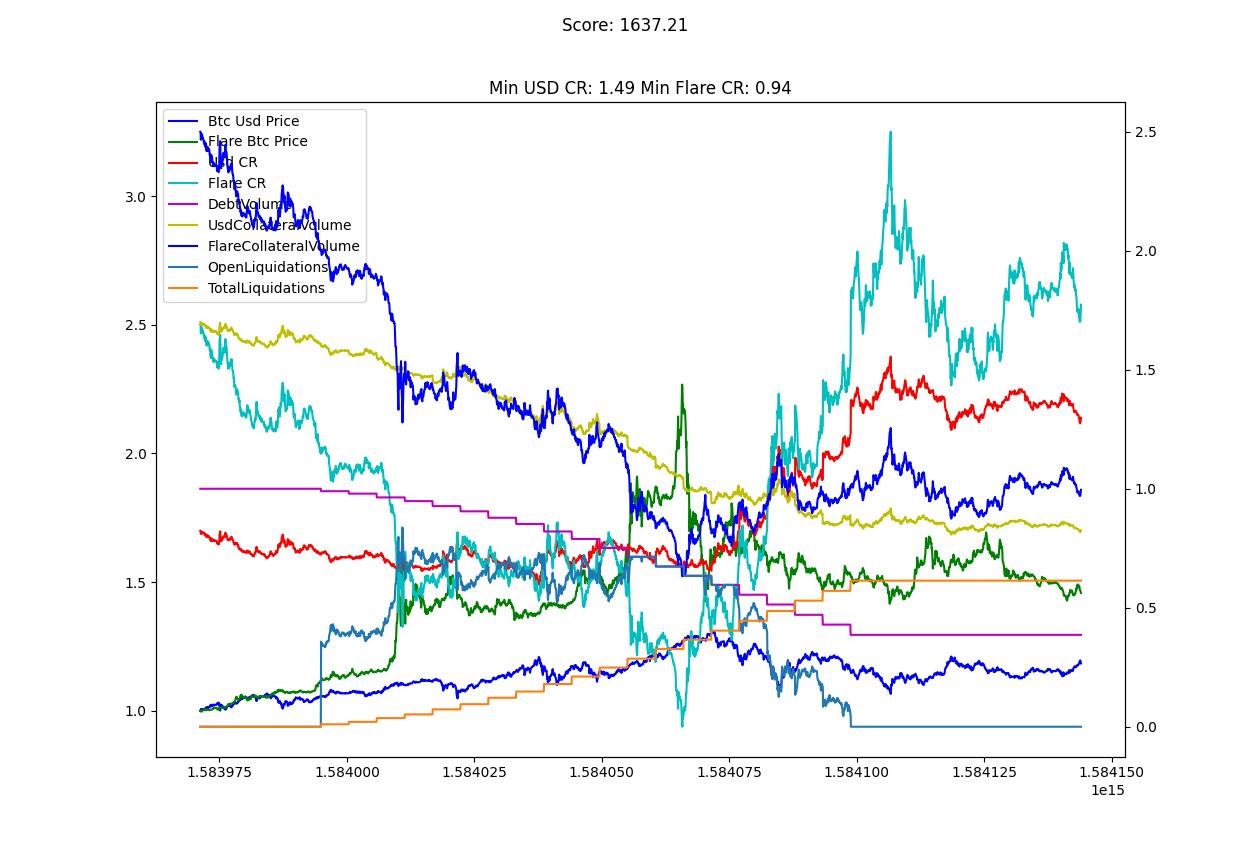 Score: 1637.21
Min USD CR: 1.49 Min Flare CR: 0.94
Btc Usd Price
Flare Btc Price
Usd CR
Flare CR
DebtVolume
UsdCollateralVolume
FlareCollateralVolume
OpenLiquidations
TotalLiquidations
3.0
2.5
2.0
1.5
1.0
2.5
2.0
1.5
1.0
0.5
0.0
1.583975 1.584000 1.584025 1.584050 1.584075 1.584100 1.584125 1.584150
1e15